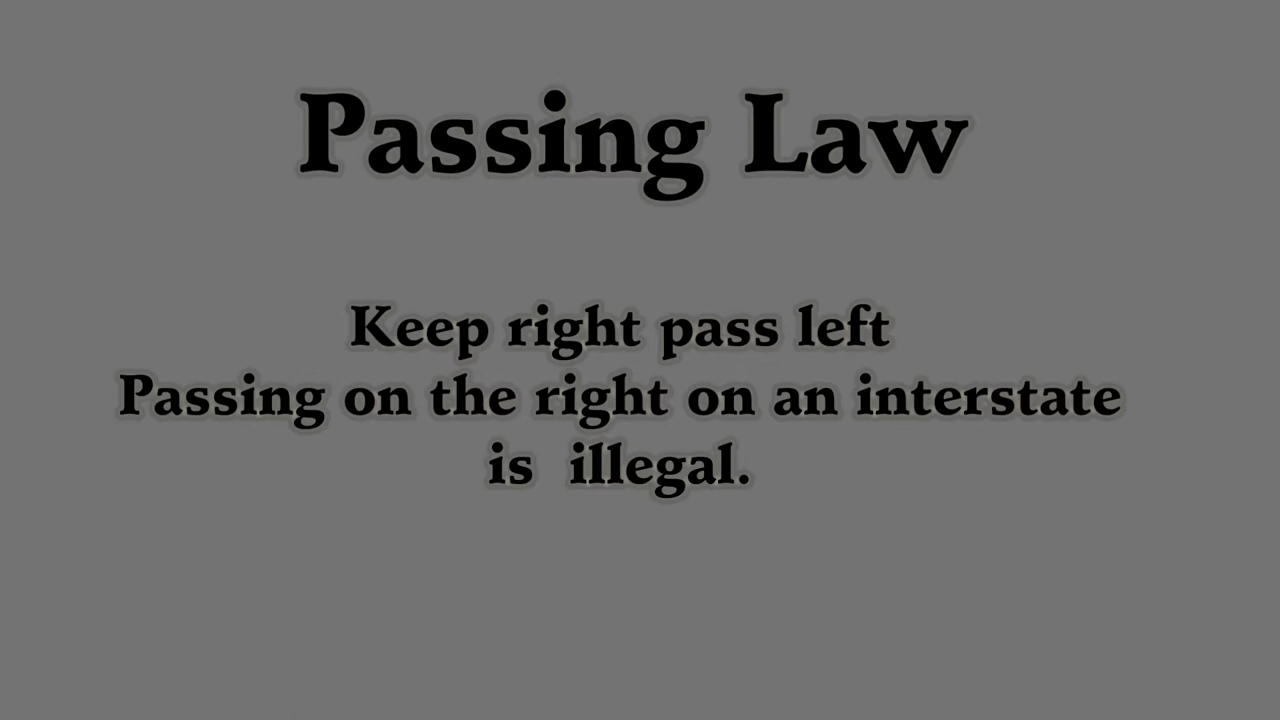 Passing Law
Keep right pass left
Passing on the right on an interstate
is illegal.